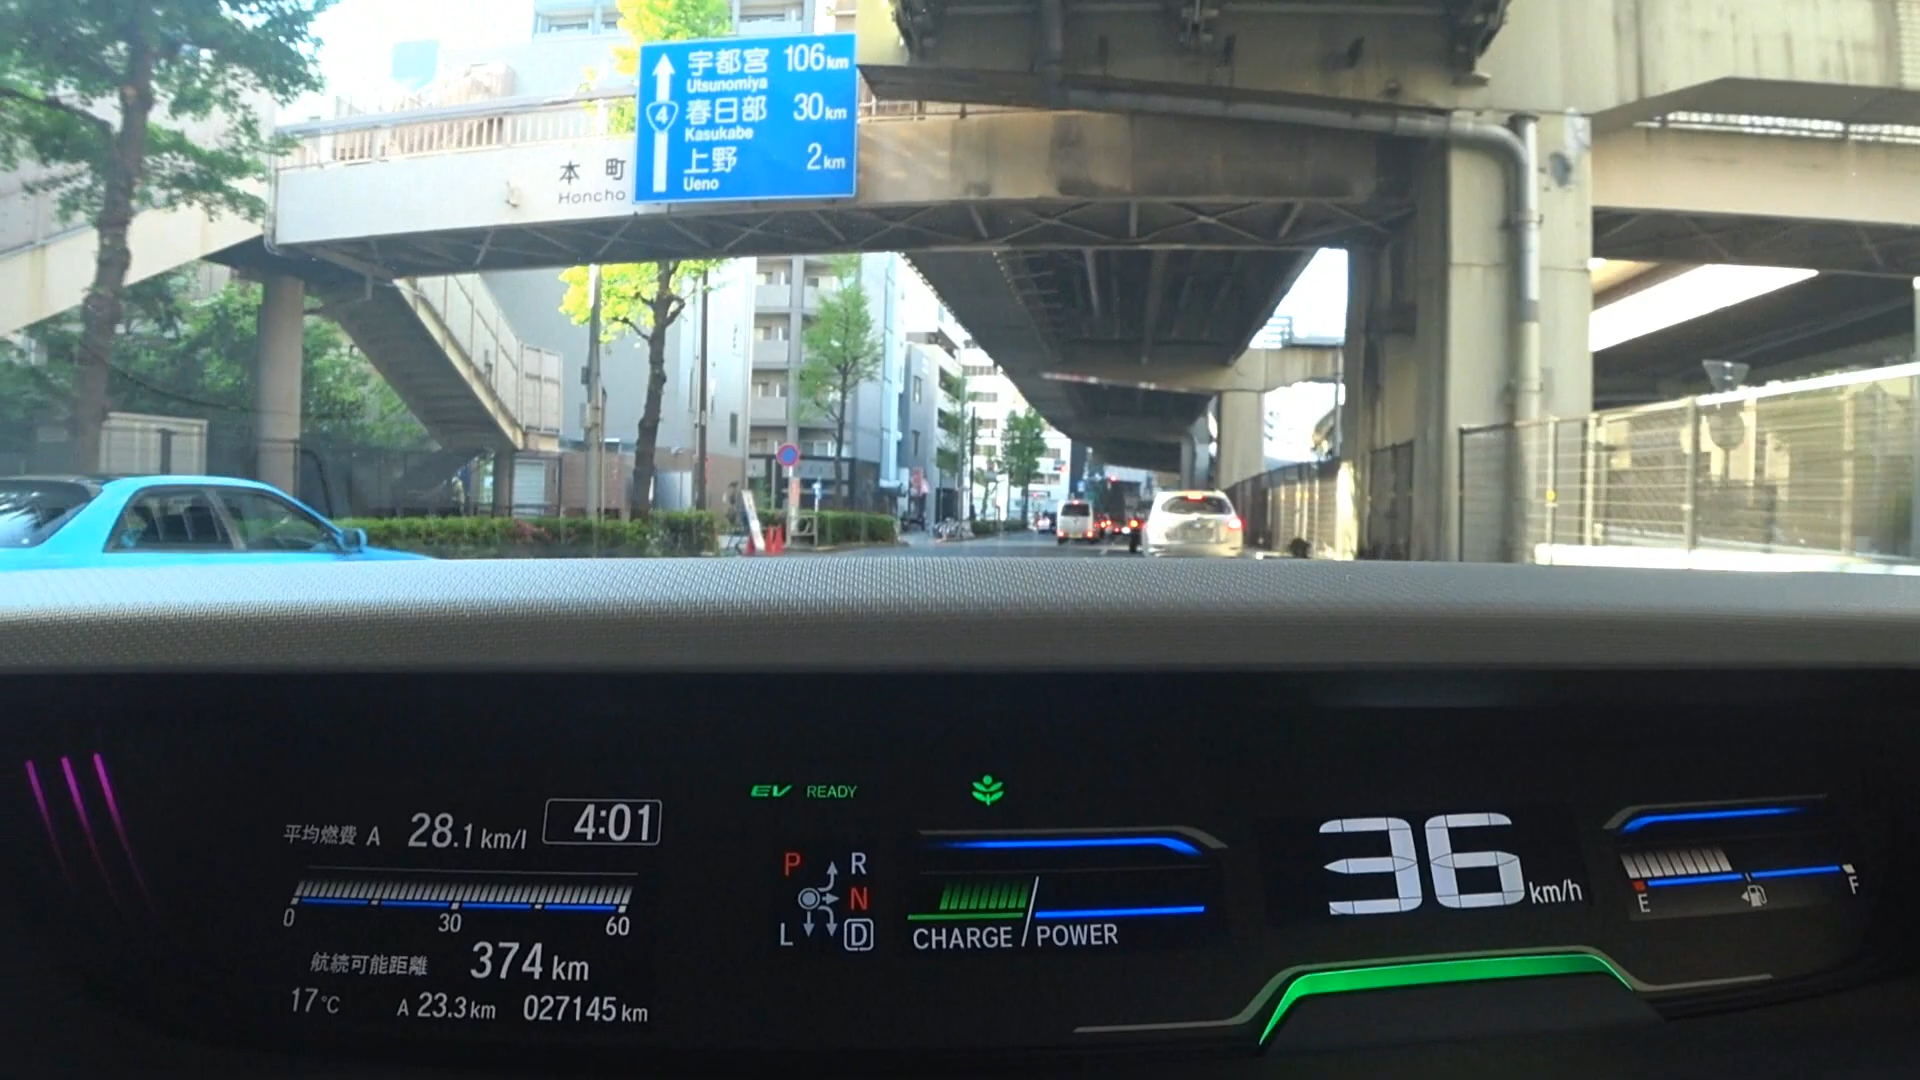 宇都宮 106km
Utsunomiya
4
春日部 30km
Kasukabe
上野 2km
Ueno
本町
Honcho
EV READY
平均燃費 A 28.1 km/l
4:01
0 30 60
航続可能距離 374 km
17°C A 23.3 km 027145 km
P R
N
L D
CHARGE / POWER
36 km/h
E F